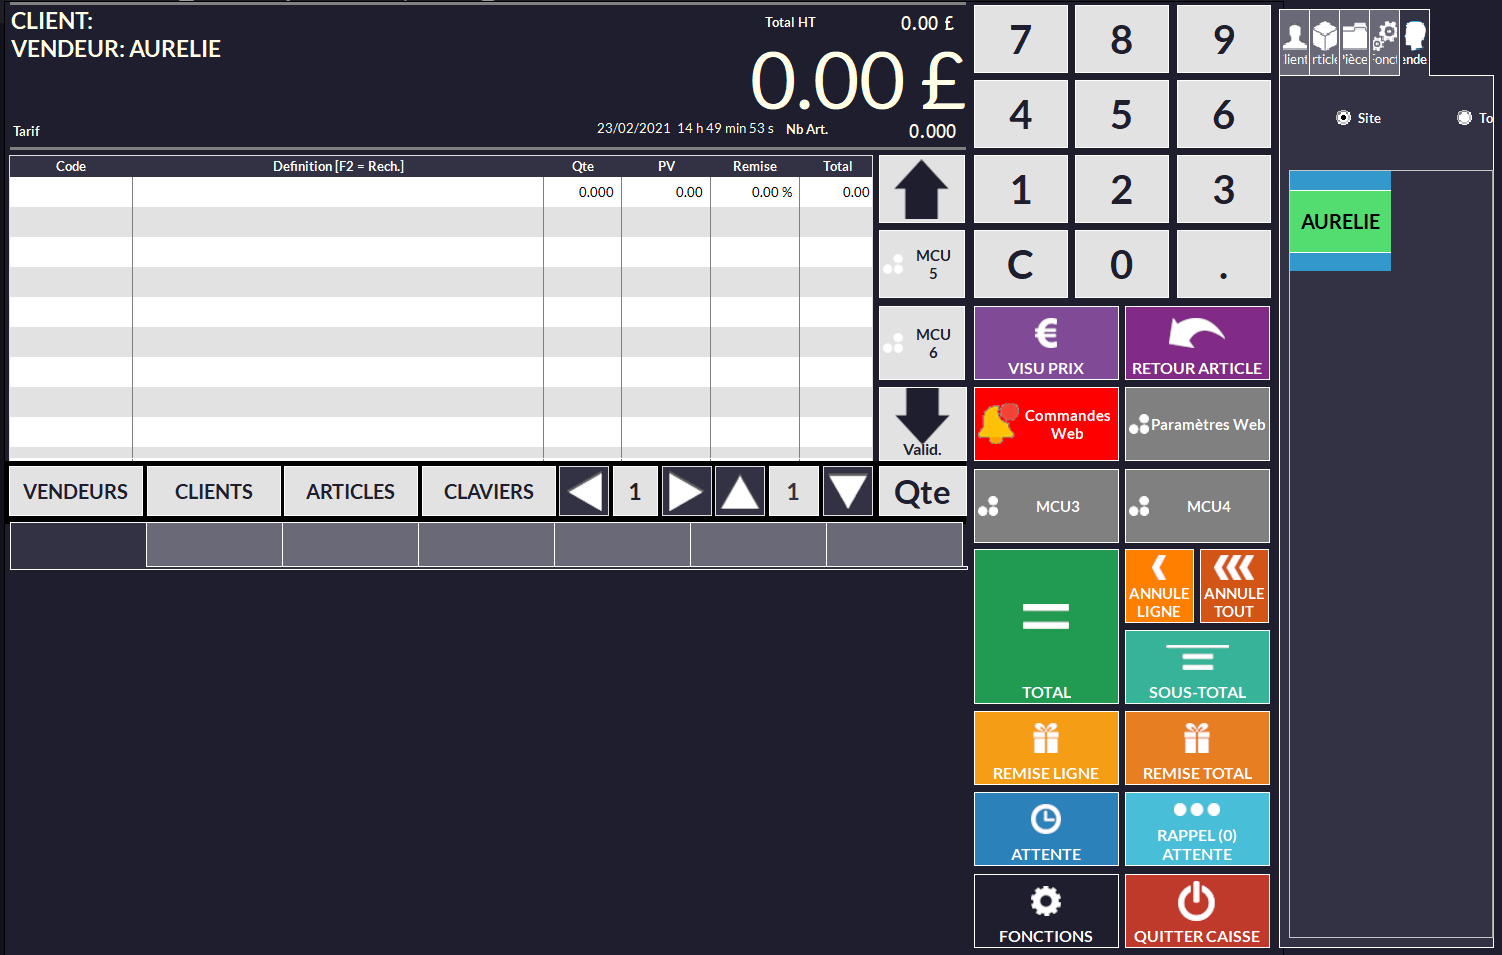 CLIENT:
VENDEUR: AURELIE
Total HT 0.00 £
0.00 £
Tarif
23/02/2021 14 h 49 min 53 s Nb Art. 0.000
Code Definition [F2 = Rech.] Qte PV Remise Total
0.000 0.00 0.00 % 0.00
MCU
5
MCU
6
Valid.
VENDEURS CLIENTS ARTICLES CLAVIERS 1 1 Qte
7 8 9
4 5 6
1 2 3
C 0 .
€
VISU PRIX RETOUR ARTICLE
Commandes
Web
Paramètres Web
MCU3 MCU4
=
TOTAL
ANNULE
LIGNE
ANNULE
TOUT
SOUS-TOTAL
REMISE LIGNE REMISE TOTAL
ATTENTE
RAPPEL (0)
ATTENTE
FONCTIONS QUITTER CAISSE
lient rticle ièce onct ende
Site To
AURELIE